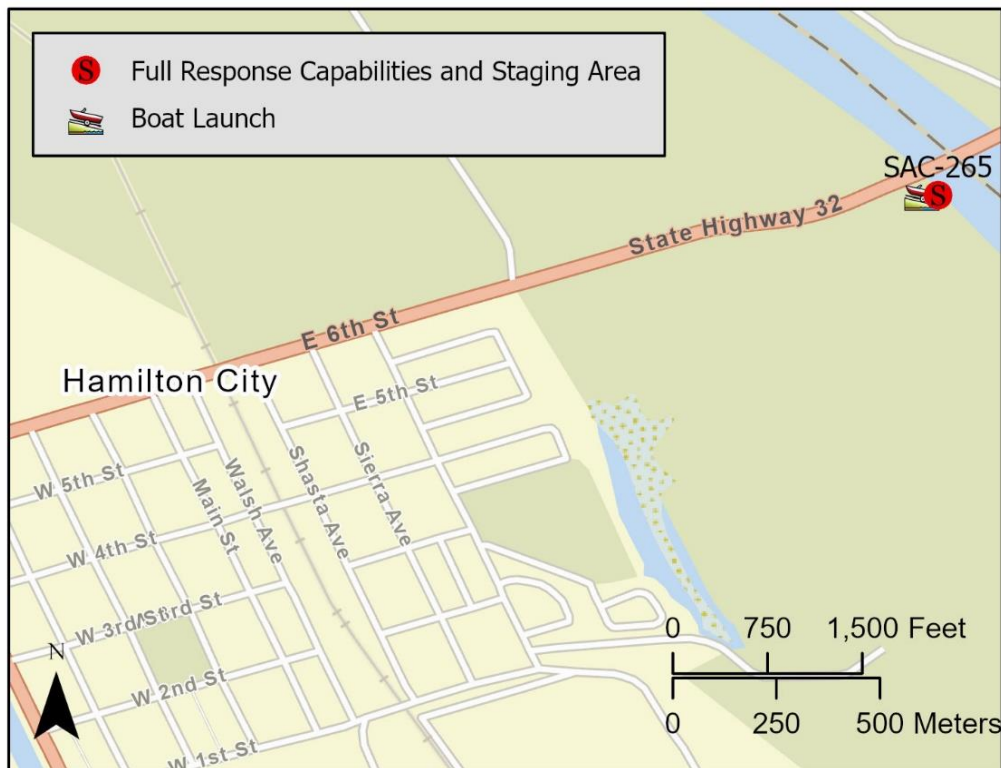 S Full Response Capabilities and Staging Area
Boat Launch
SAC-265
S
State Highway 32
E 6th St
Hamilton City
E 5th St
W 5th St
Sierra Ave
Shasta Ave
Walsh Ave
Main St
W 4th St
W 3rd St
rd St
W 2nd St
W 1st St
N
0 750 1,500 Feet
0 250 500 Meters